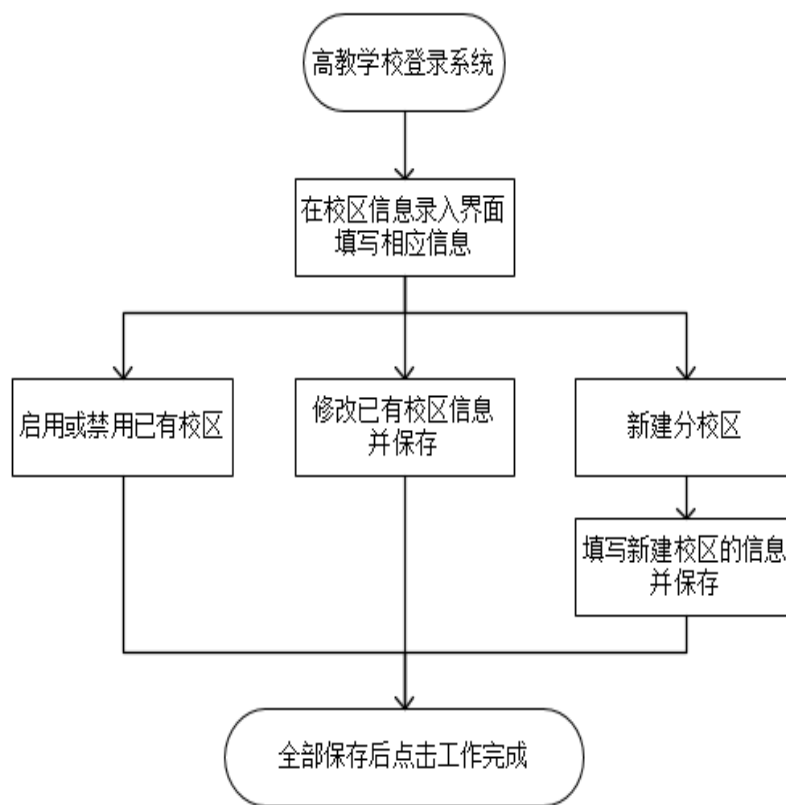 高教学校登录系统
在校区信息录入界面
填写相应信息
启用或禁用已有校区
修改已有校区信息
并保存
新建分校区
填写新建校区的信息
并保存
全部保存后点击工作完成